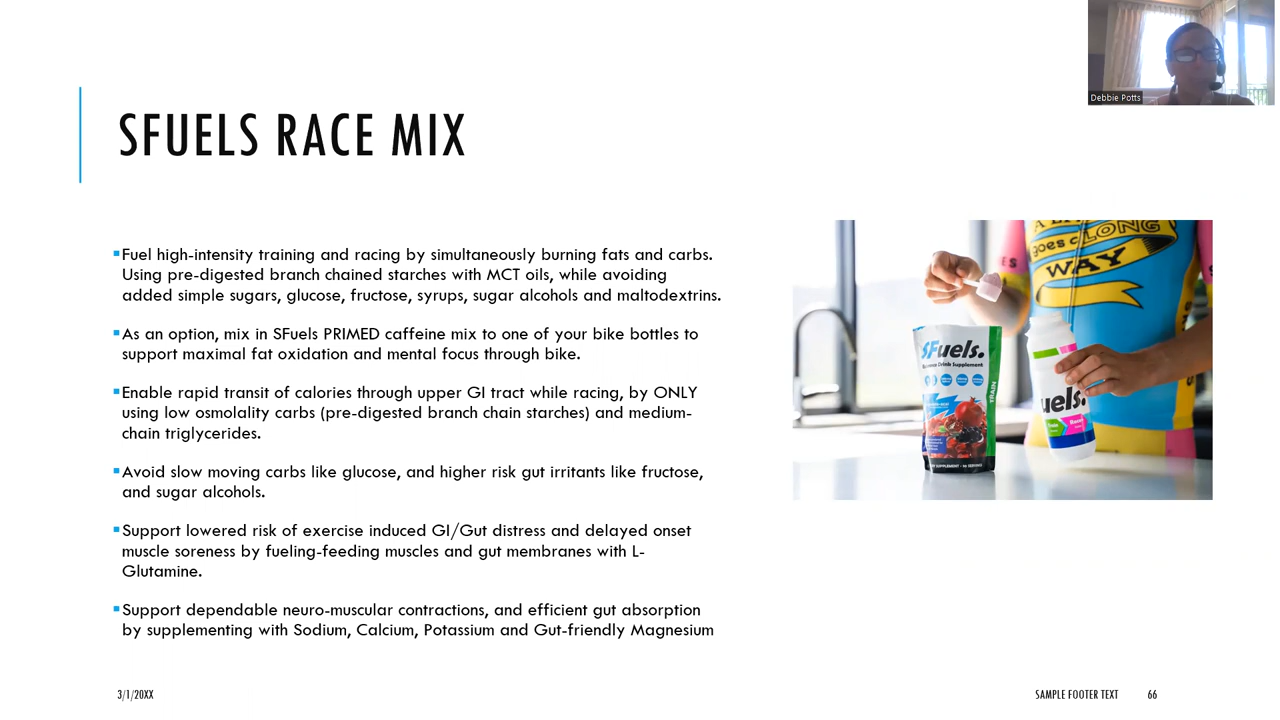 Debbie Potts
SFUELS RACE MIX
▪Fuel high-intensity training and racing by simultaneously burning fats and carbs.
Using pre-digested branch chained starches with MCT oils, while avoiding
added simple sugars, glucose, fructose, syrups, sugar alcohols and maltodextrins.
▪As an option, mix in SFuels PRIMED caffeine mix to one of your bike bottles to
support maximal fat oxidation and mental focus through bike.
▪Enable rapid transit of calories through upper GI tract while racing, by ONLY
using low osmolality carbs (pre-digested branch chain starches) and medium-
chain triglycerides.
▪Avoid slow moving carbs like glucose, and higher risk gut irritants like fructose,
and sugar alcohols.
▪Support lowered risk of exercise induced GI/Gut distress and delayed onset
muscle soreness by fueling-feeding muscles and gut membranes with L-
Glutamine.
▪Support dependable neuro-muscular contractions, and efficient gut absorption
by supplementing with Sodium, Calcium, Potassium and Gut-friendly Magnesium
goes a LONG
WAY
SFuels.
Drink Supplement
TRAIN
uels.
3/1/20XX
SAMPLE FOOTER TEXT
66